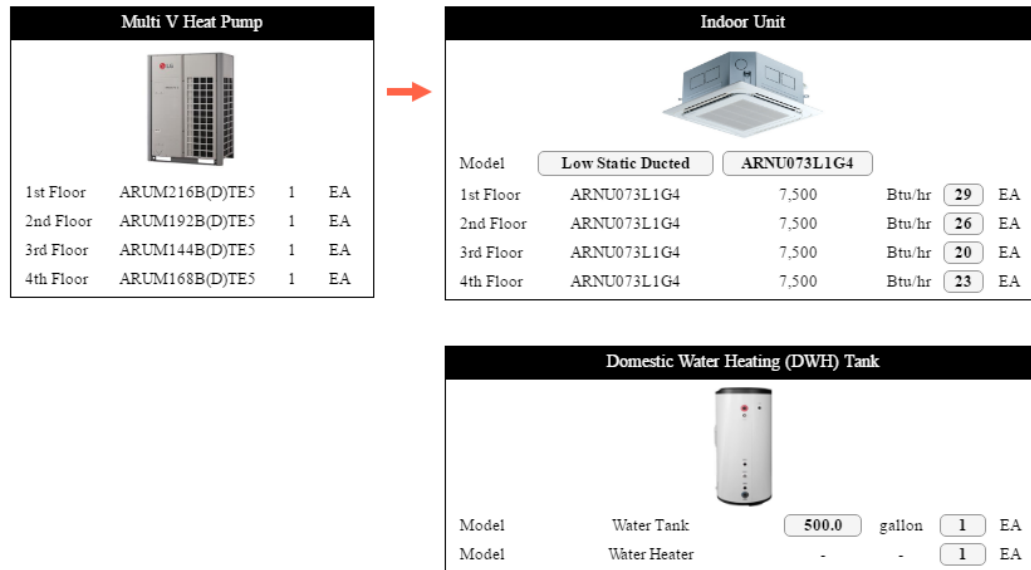 Multi V Heat Pump
LG
1st Floor ARUM216B(D)TE5 1 EA
2nd Floor ARUM192B(D)TE5 1 EA
3rd Floor ARUM144B(D)TE5 1 EA
4th Floor ARUM168B(D)TE5 1 EA
Indoor Unit
Model Low Static Ducted ARNU073L1G4
1st Floor ARNU073L1G4 7,500 Btu/hr 29 EA
2nd Floor ARNU073L1G4 7,500 Btu/hr 26 EA
3rd Floor ARNU073L1G4 7,500 Btu/hr 20 EA
4th Floor ARNU073L1G4 7,500 Btu/hr 23 EA
Domestic Water Heating (DWH) Tank
Model Water Tank 500.0 gallon 1 EA
Model Water Heater - - 1 EA